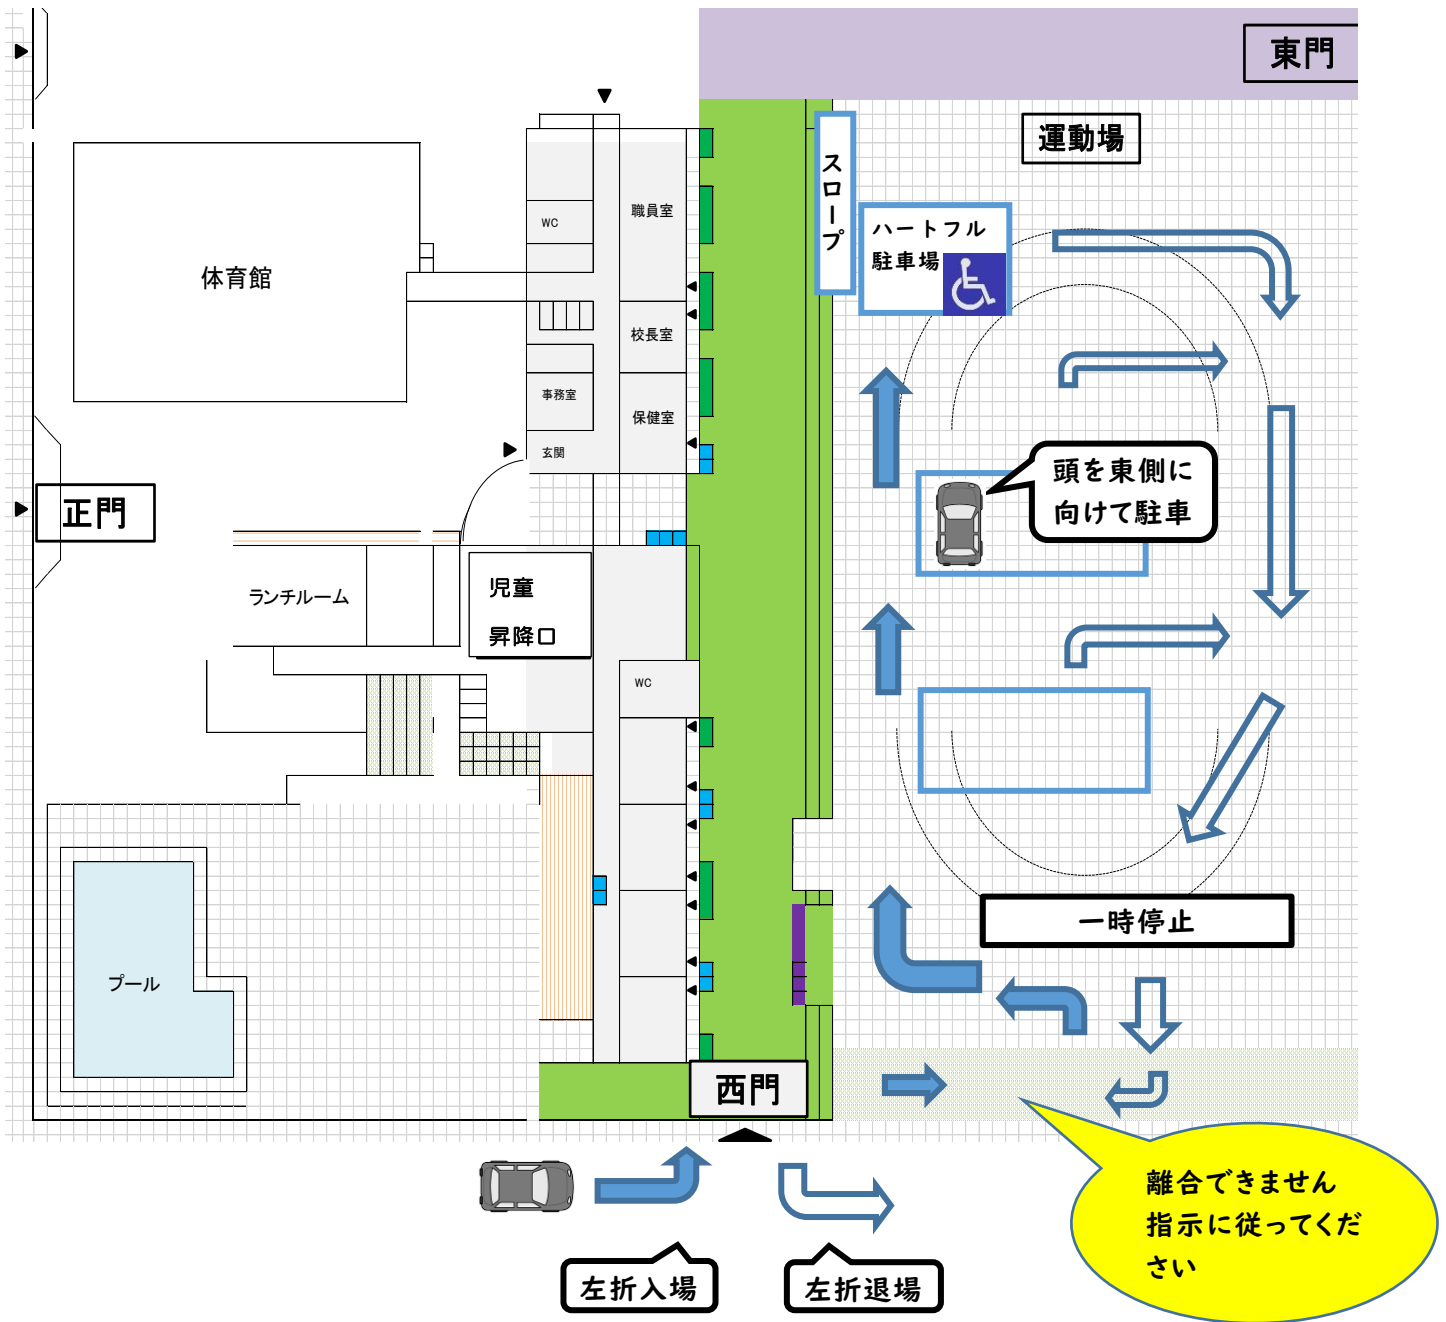 東門
運動場
スロープ
ハートフル
駐車場
職員室
WC
体育館
校長室
事務室
保健室
玄関
頭を東側に
向けて駐車
正門
ランチルーム
児童
昇降口
WC
一時停止
プール
西門
離合できません
指示に従ってくだ
さい
左折入場
左折退場